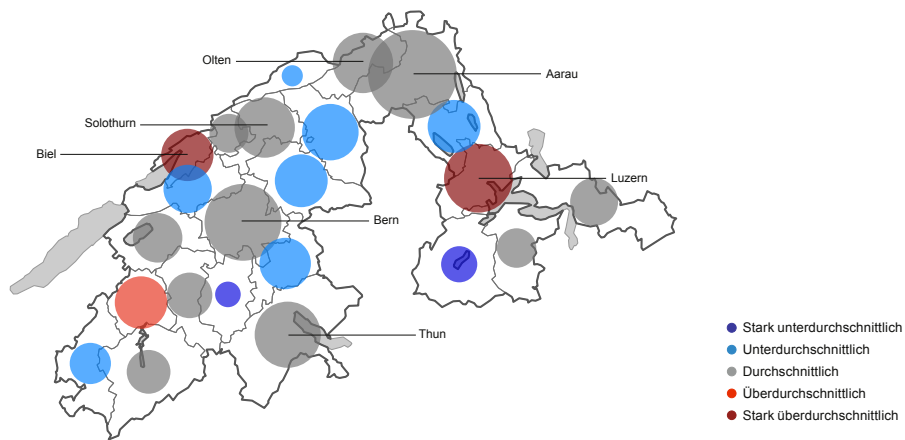 Olten
Aarau
Solothurn
Biel
Luzern
Bern
Thun
Stark unterdurchschnittlich
Unterdurchschnittlich
Durchschnittlich
Überdurchschnittlich
Stark überdurchschnittlich